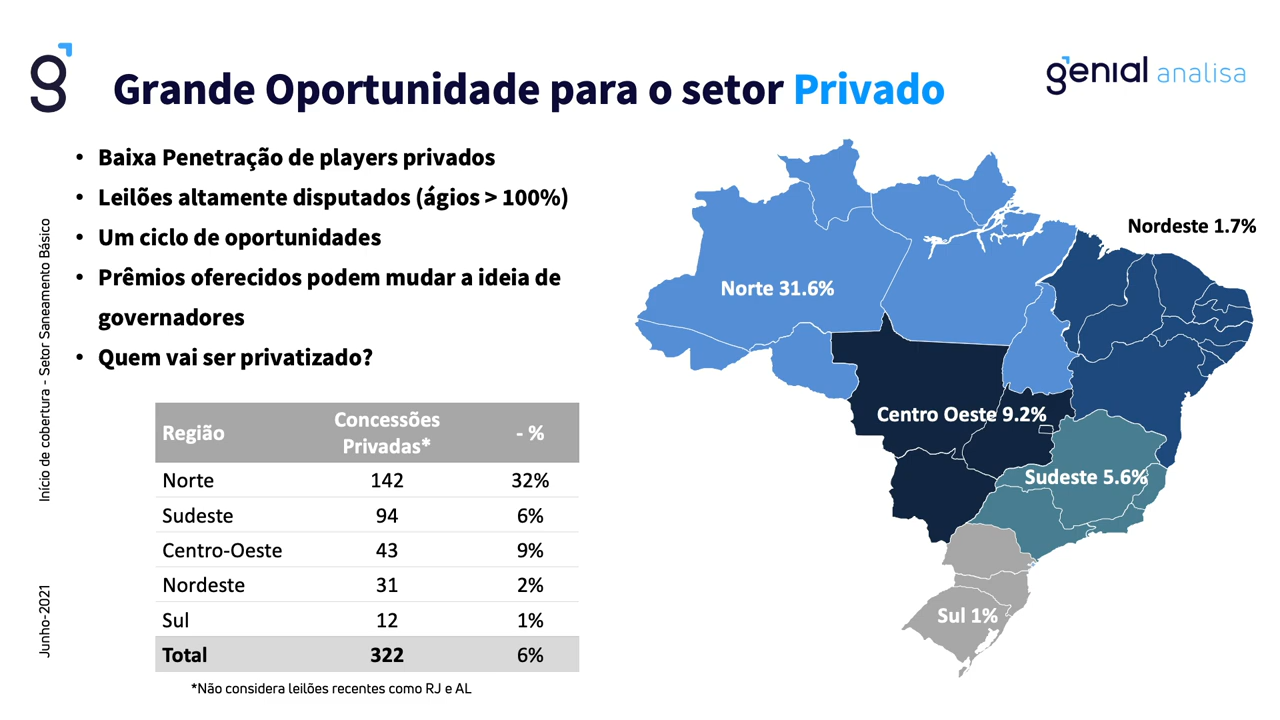 Grande Oportunidade para o setor Privado
genial analisa
• Baixa Penetração de players privados
• Leilões altamente disputados (ágios > 100%)
• Um ciclo de oportunidades
• Prêmios oferecidos podem mudar a ideia de
governadores
• Quem vai ser privatizado?
Início de cobertura - Setor Saneamento Básico
Junho-2021
Região Concessões Privadas* - %
Norte 142 32%
Sudeste 94 6%
Centro-Oeste 43 9%
Nordeste 31 2%
Sul 12 1%
Total 322 6%
*Não considera leilões recentes como RJ e AL
Nordeste 1.7%
Norte 31.6%
Centro Oeste 9.2%
Sudeste 5.6%
Sul 1%